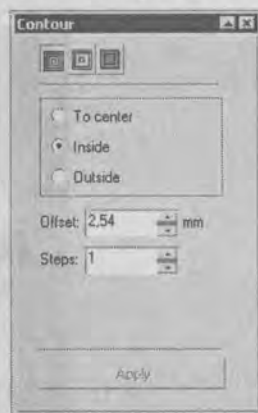 Contour
To center
Inside
Outside
Offset: 2,54 mm
Steps: 1
Apply